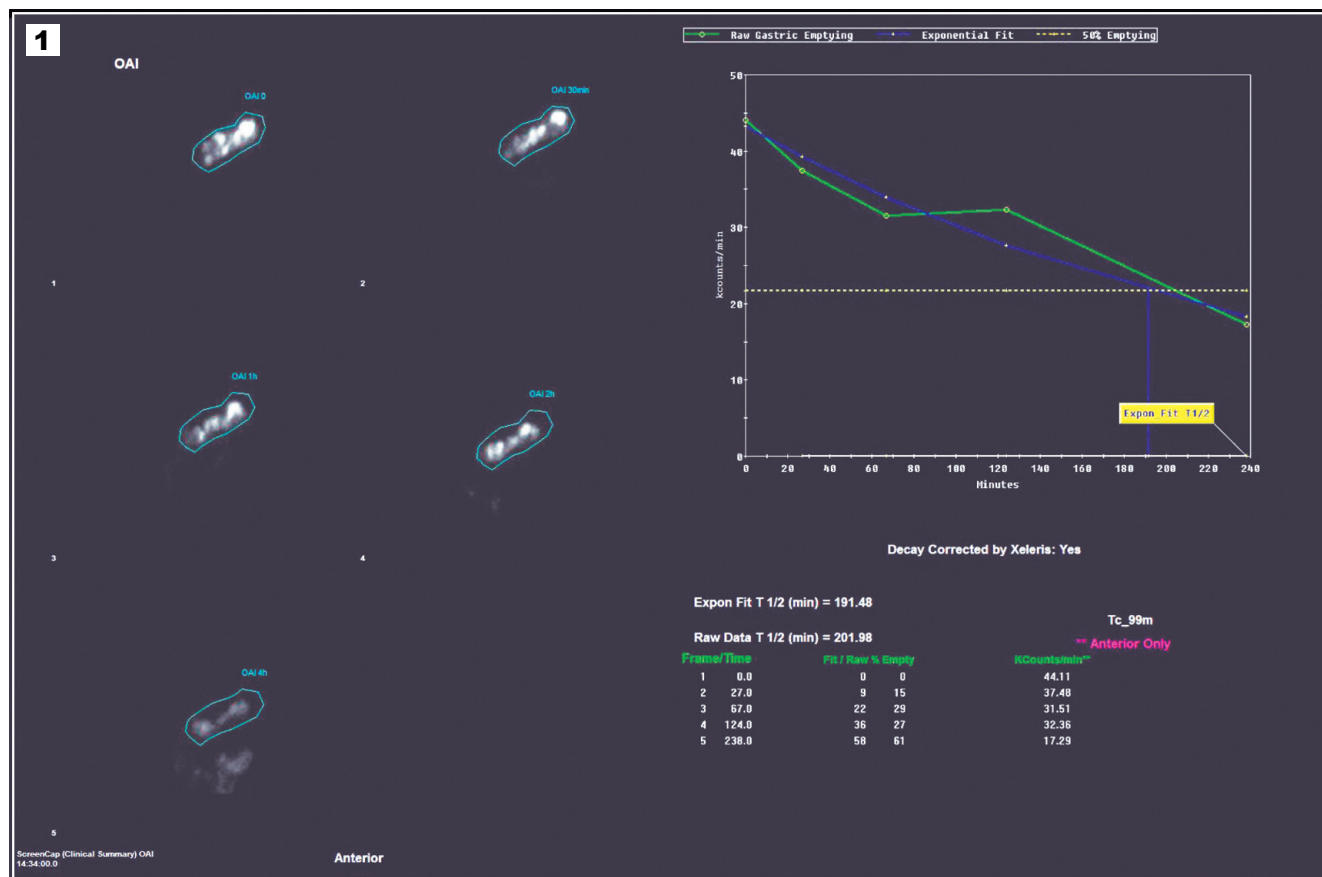 1
OAI
OAI 0
OAI 30min
1
2
OAI 1h
OAI 2h
3
4
OAI 4h
5
ScreenCap (Clinical Summary) OAI
14:34:00.0
Anterior
Raw Gastric Emptying Exponential Fit 50% Emptying
kcounts/min
50
40
30
20
10
0
Expon_Fit T1/2
0 20 40 60 80 100 120 140 160 180 200 220 240
Minutes
Decay Corrected by Xeleris: Yes
Expon Fit T 1/2 (min) = 191.48
Tc_99m
Raw Data T 1/2 (min) = 201.98
** Anterior Only
Frame/Time Fit / Raw % Empty KCounts/min**
1 0.0 0 0 44.11
2 27.0 9 15 37.48
3 67.0 22 29 31.51
4 124.0 36 27 32.36
5 238.0 58 61 17.29